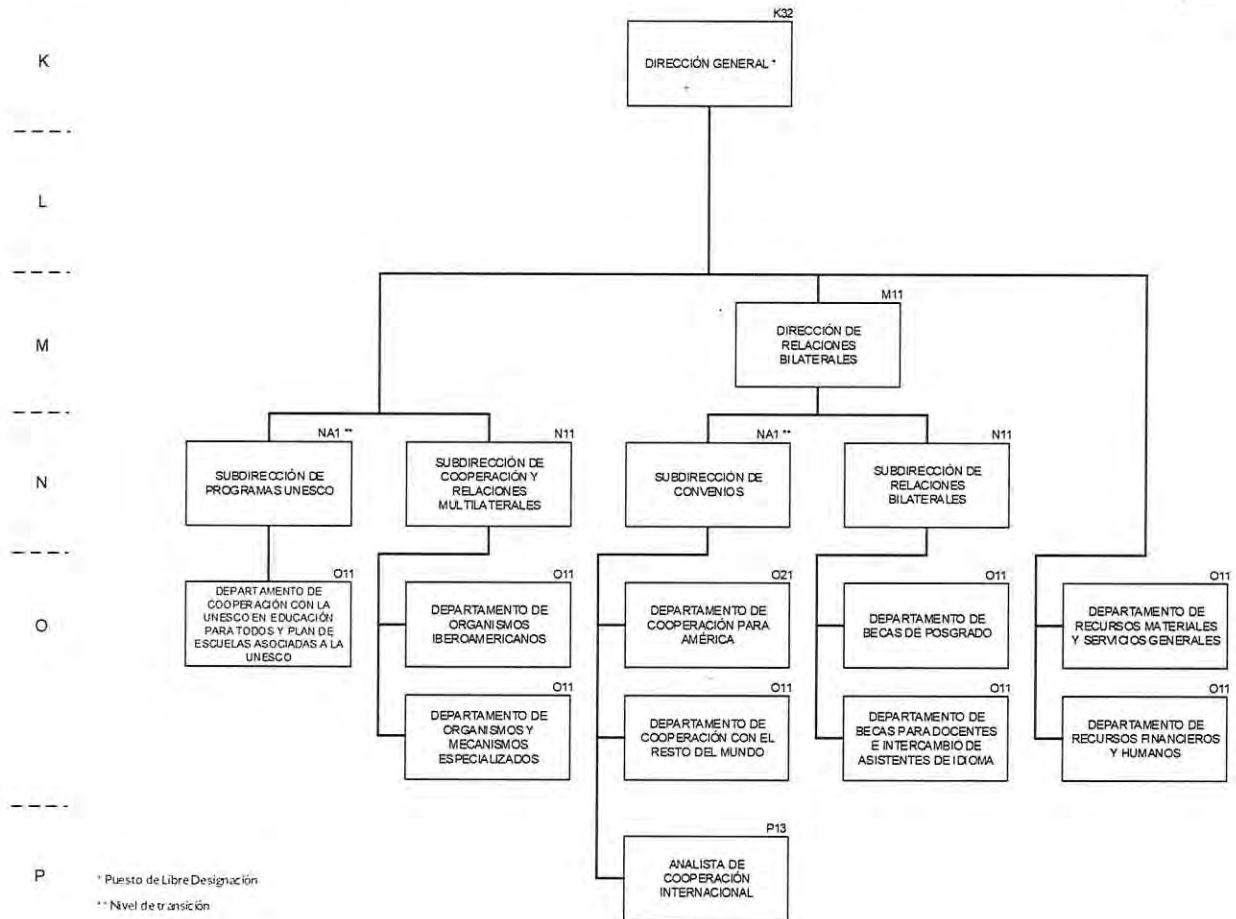 K
K32
DIRECCIÓN GENERAL *
L
M
M11
DIRECCIÓN DE
RELACIONES
BILATERALES
N
NA1 **
SUBDIRECCIÓN DE
PROGRAMAS UNESCO
N11
SUBDIRECCIÓN DE
COOPERACIÓN Y
RELACIONES
MULTILATERALES
NA1 **
SUBDIRECCIÓN DE
CONVENIOS
N11
SUBDIRECCIÓN DE
RELACIONES
BILATERALES
O
O11
DEPARTAMENTO DE
COOPERACIÓN CON LA
UNESCO EN EDUCACIÓN
PARA TODOS Y PLAN DE
ESCUELAS ASOCIADAS A LA
UNESCO
O11
DEPARTAMENTO DE
ORGANISMOS
IBEROAMERICANOS
O21
DEPARTAMENTO DE
COOPERACIÓN PARA
AMÉRICA
O11
DEPARTAMENTO DE
BECAS DE POSGRADO
O11
DEPARTAMENTO DE
RECURSOS MATERIALES
Y SERVICIOS GENERALES
O11
DEPARTAMENTO DE
ORGANISMOS Y
MECANISMOS
ESPECIALIZADOS
O11
DEPARTAMENTO DE
COOPERACIÓN CON EL
RESTO DEL MUNDO
O11
DEPARTAMENTO DE
BECAS PARA DOCENTES
E INTERCAMBIO DE
ASISTENTES DE IDIOMA
O11
DEPARTAMENTO DE
RECURSOS FINANCIEROS
Y HUMANOS
P
P13
ANALISTA DE
COOPERACIÓN
INTERNACIONAL
* Puesto de Libre Designación
** Nivel de transición